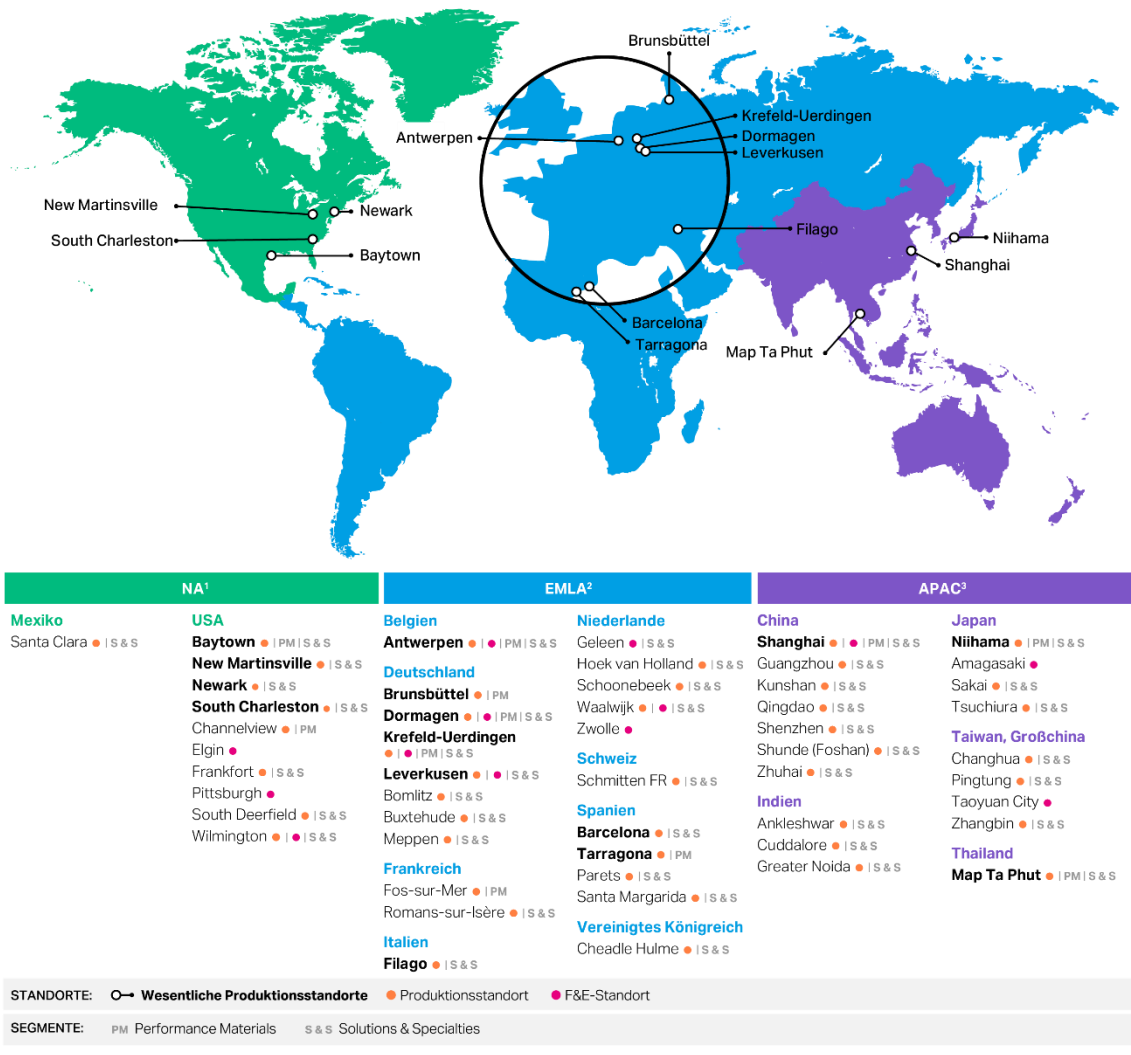 Brunsbüttel
Krefeld-Uerdingen
Antwerpen
Dormagen
Leverkusen
New Martinsville
Newark
South Charleston
Filago
Niihama
Baytown
Shanghai
Barcelona
Tarragona
Map Ta Phut
NA¹
Mexiko
Santa Clara | S & S
USA
Baytown | PM | S & S
New Martinsville | S & S
Newark | S & S
South Charleston | S & S
Channelview | PM
Elgin
Frankfort | S & S
Pittsburgh
South Deerfield | S & S
Wilmington | | S & S
EMLA²
Belgien
Antwerpen | | PM | S & S
Deutschland
Brunsbüttel | PM
Dormagen | | PM | S & S
Krefeld-Uerdingen
| | PM | S & S
Leverkusen | | S & S
Bomlitz | S & S
Buxtehude | S & S
Meppen | S & S
Frankreich
Fos-sur-Mer | PM
Romans-sur-Isère | S & S
Italien
Filago | S & S
Niederlande
Geleen | S & S
Hoek van Holland | S & S
Schoonebeek | S & S
Waalwijk | | S & S
Zwolle
Schweiz
Schmitten FR | S & S
Spanien
Barcelona | S & S
Tarragona | PM
Parets | S & S
Santa Margarida | S & S
Vereinigtes Königreich
Cheadle Hulme | S & S
APAC³
China
Shanghai | | PM | S & S
Guangzhou | S & S
Kunshan | S & S
Qingdao | S & S
Shenzhen | S & S
Shunde (Foshan) | S & S
Zhuhai | S & S
Indien
Ankleshwar | S & S
Cuddalore | S & S
Greater Noida | S & S
Japan
Niihama | PM | S & S
Amagasaki
Sakai | S & S
Tsuchiura | S & S
Taiwan, Großchina
Changhua | S & S
Pingtung | S & S
Taoyuan City
Zhangbin | S & S
Thailand
Map Ta Phut | PM | S & S
STANDORTE: Wesentliche Produktionsstandorte Produktionsstandort F&E-Standort
SEGMENTE: PM Performance Materials S & S Solutions & Specialties